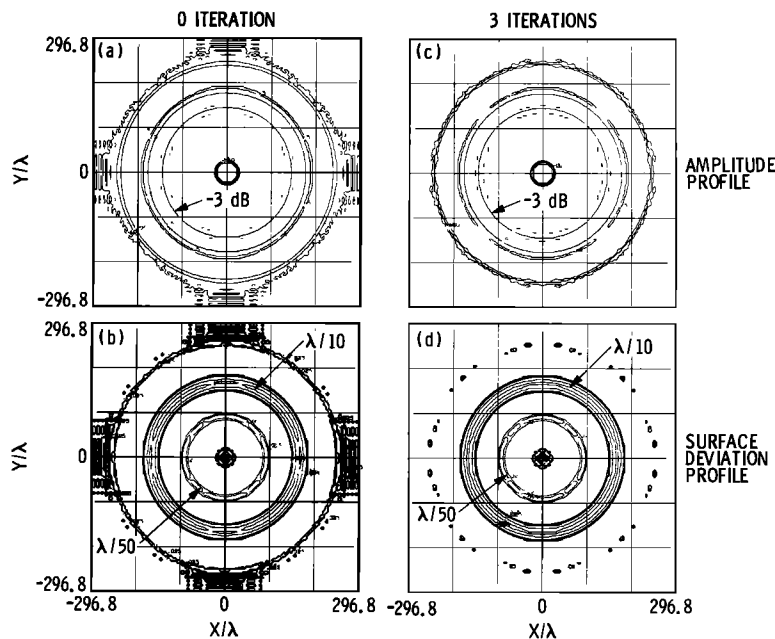 0 ITERATION
3 ITERATIONS
296.8
(a)
(c)
Y/λ
0
-3 dB
-3 dB
AMPLITUDE
PROFILE
-296.8
296.8
(b)
λ/10
(d)
λ/10
Y/λ
0
SURFACE
DEVIATION
PROFILE
λ/50
λ/50
-296.8
-296.8
0
296.8
-296.8
0
296.8
X/λ
X/λ